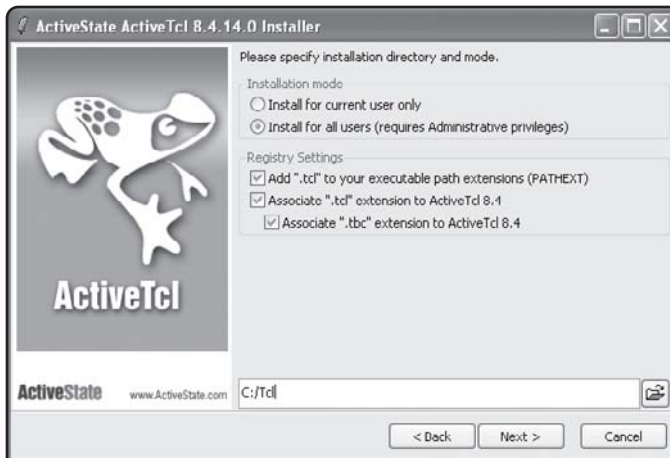 ActiveState ActiveTcl 8.4.14.0 Installer
Please specify installation directory and mode.
Installation mode
Install for current user only
Install for all users (requires Administrative privileges)
Registry Settings
Add ".tcl" to your executable path extensions (PATHEXT)
Associate ".tcl" extension to ActiveTcl 8.4
Associate ".tbc" extension to ActiveTcl 8.4
ActiveTcl
ActiveState www.ActiveState.com
C:/Tcl
< Back Next > Cancel